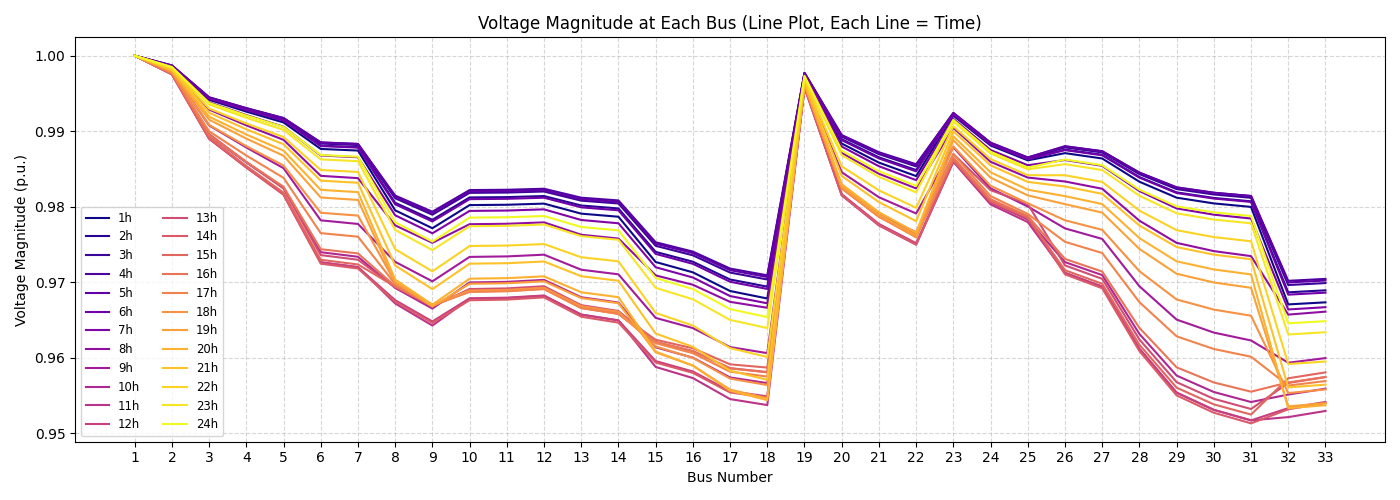 Voltage Magnitude at Each Bus (Line Plot, Each Line = Time)
Voltage Magnitude (p.u.)
1.00
0.99
0.98
0.97
0.96
0.95
1h 13h
2h 14h
3h 15h
4h 16h
5h 17h
6h 18h
7h 19h
8h 20h
9h 21h
10h 22h
11h 23h
12h 24h
1 2 3 4 5 6 7 8 9 10 11 12 13 14 15 16 17 18 19 20 21 22 23 24 25 26 27 28 29 30 31 32 33
Bus Number